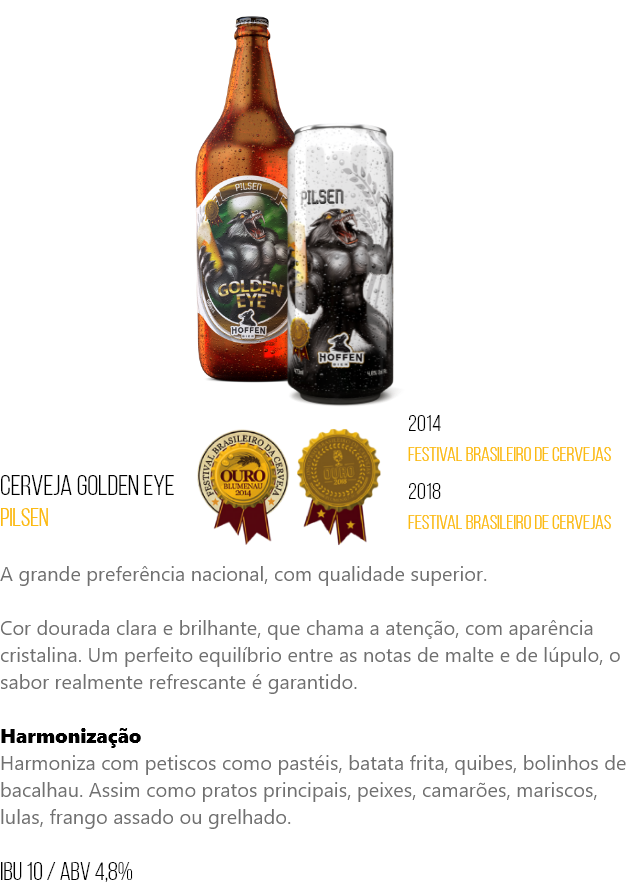 PILSEN
GOLDEN
EYE
HOFFEN
BIER
PILSEN
HOFFEN
BIER
473ml
2014
FESTIVAL BRASILEIRO DE CERVEJAS
2018
FESTIVAL BRASILEIRO DE CERVEJAS
FESTIVAL BRASILEIRO DA CERVEJA
OURO
BLUMENAU
2014
OURO
2018
CERVEJA GOLDEN EYE
PILSEN
A grande preferência nacional, com qualidade superior.
Cor dourada clara e brilhante, que chama a atenção, com aparência
cristalina. Um perfeito equilíbrio entre as notas de malte e de lúpulo, o
sabor realmente refrescante é garantido.
Harmonização
Harmoniza com petiscos como pastéis, batata frita, quibes, bolinhos de
bacalhau. Assim como pratos principais, peixes, camarões, mariscos,
lulas, frango assado ou grelhado.
IBU 10 / ABV 4,8%